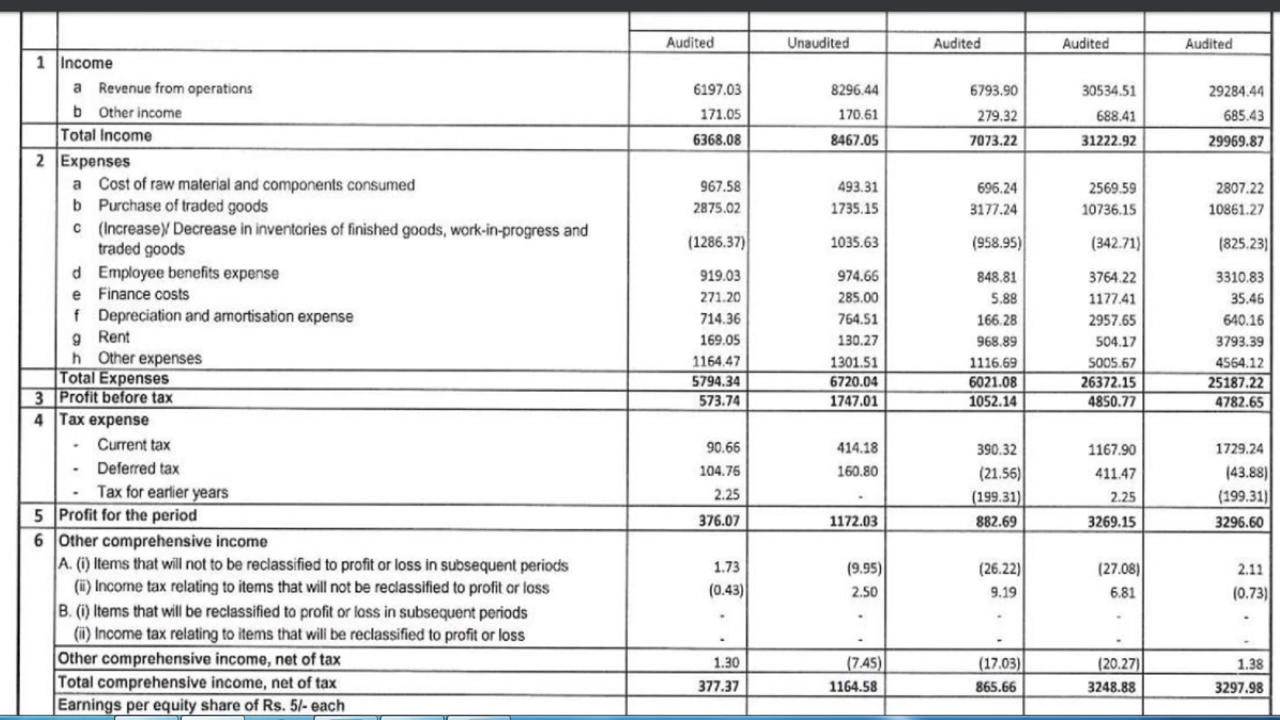 Audited Unaudited Audited Audited Audited
1 Income
a Revenue from operations 6197.03 8296.44 6793.90 30534.51 29284.44
b Other income 171.05 170.61 279.32 688.41 685.43
Total Income 6368.08 8467.05 7073.22 31222.92 29969.87
2 Expenses
a Cost of raw material and components consumed 967.58 493.31 696.24 2569.59 2807.22
b Purchase of traded goods 2875.02 1735.15 3177.24 10736.15 10861.27
c (Increase)/ Decrease in inventories of finished goods, work-in-progress and
traded goods (1286.37) 1035.63 (958.95) (342.71) (825.23)
d Employee benefits expense 919.03 974.66 848.81 3764.22 3310.83
e Finance costs 271.20 285.00 5.88 1177.41 35.46
f Depreciation and amortisation expense 714.36 764.51 166.28 2957.65 640.16
g Rent 169.05 130.27 968.89 504.17 3793.39
h Other expenses 1164.47 1301.51 1116.69 5005.67 4564.12
Total Expenses 5794.34 6720.04 6021.08 26372.15 25187.22
3 Profit before tax 573.74 1747.01 1052.14 4850.77 4782.65
4 Tax expense
- Current tax 90.66 414.18 390.32 1167.90 1729.24
- Deferred tax 104.76 160.80 (21.56) 411.47 (43.88)
- Tax for earlier years 2.25 - (199.31) 2.25 (199.31)
5 Profit for the period 376.07 1172.03 882.69 3269.15 3296.60
6 Other comprehensive income
A. (i) Items that will not to be reclassified to profit or loss in subsequent periods 1.73 (9.95) (26.22) (27.08) 2.11
(ii) Income tax relating to items that will not be reclassified to profit or loss (0.43) 2.50 9.19 6.81 (0.73)
B. (i) Items that will be reclassified to profit or loss in subsequent periods - - - - -
(ii) Income tax relating to items that will be reclassified to profit or loss - - - - -
Other comprehensive income, net of tax 1.30 (7.45) (17.03) (20.27) 1.38
Total comprehensive income, net of tax 377.37 1164.58 865.66 3248.88 3297.98
Earnings per equity share of Rs. 5/- each